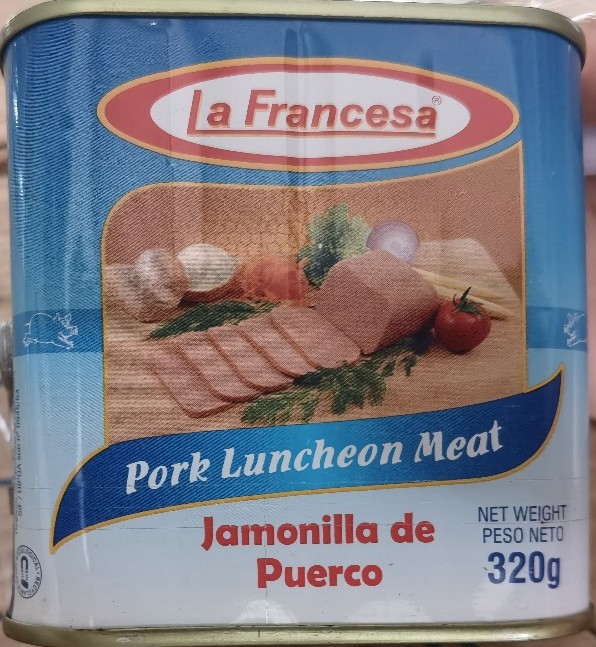 La Francesa®
Pork Luncheon Meat
Jamonilla de
Puerco
NET WEIGHT
PESO NETO
320g